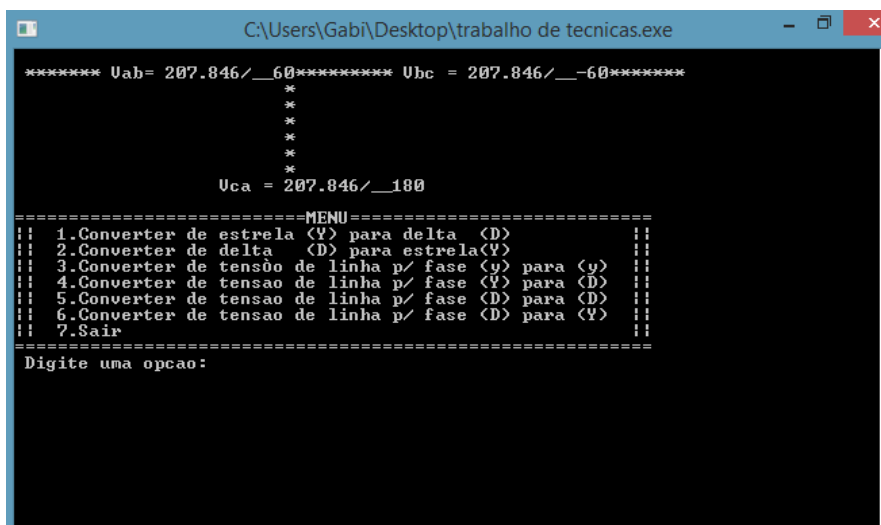 C:\Users\Gabi\Desktop\trabalho de tecnicas.exe
******* Vab= 207.846/__60********* Vbc = 207.846/__-60*******
*
*
*
*
*
*
Vca = 207.846/__180
==========================MENU===========================
|| 1.Converter de estrela (Y) para delta (D) ||
|| 2.Converter de delta (D) para estrela(Y) ||
|| 3.Converter de tensòo de linha p/ fase (y) para (y) ||
|| 4.Converter de tensao de linha p/ fase (Y) para (D) ||
|| 5.Converter de tensao de linha p/ fase (D) para (D) ||
|| 6.Converter de tensao de linha p/ fase (D) para (Y) ||
|| 7.Sair ||
==========================================================
Digite uma opcao: